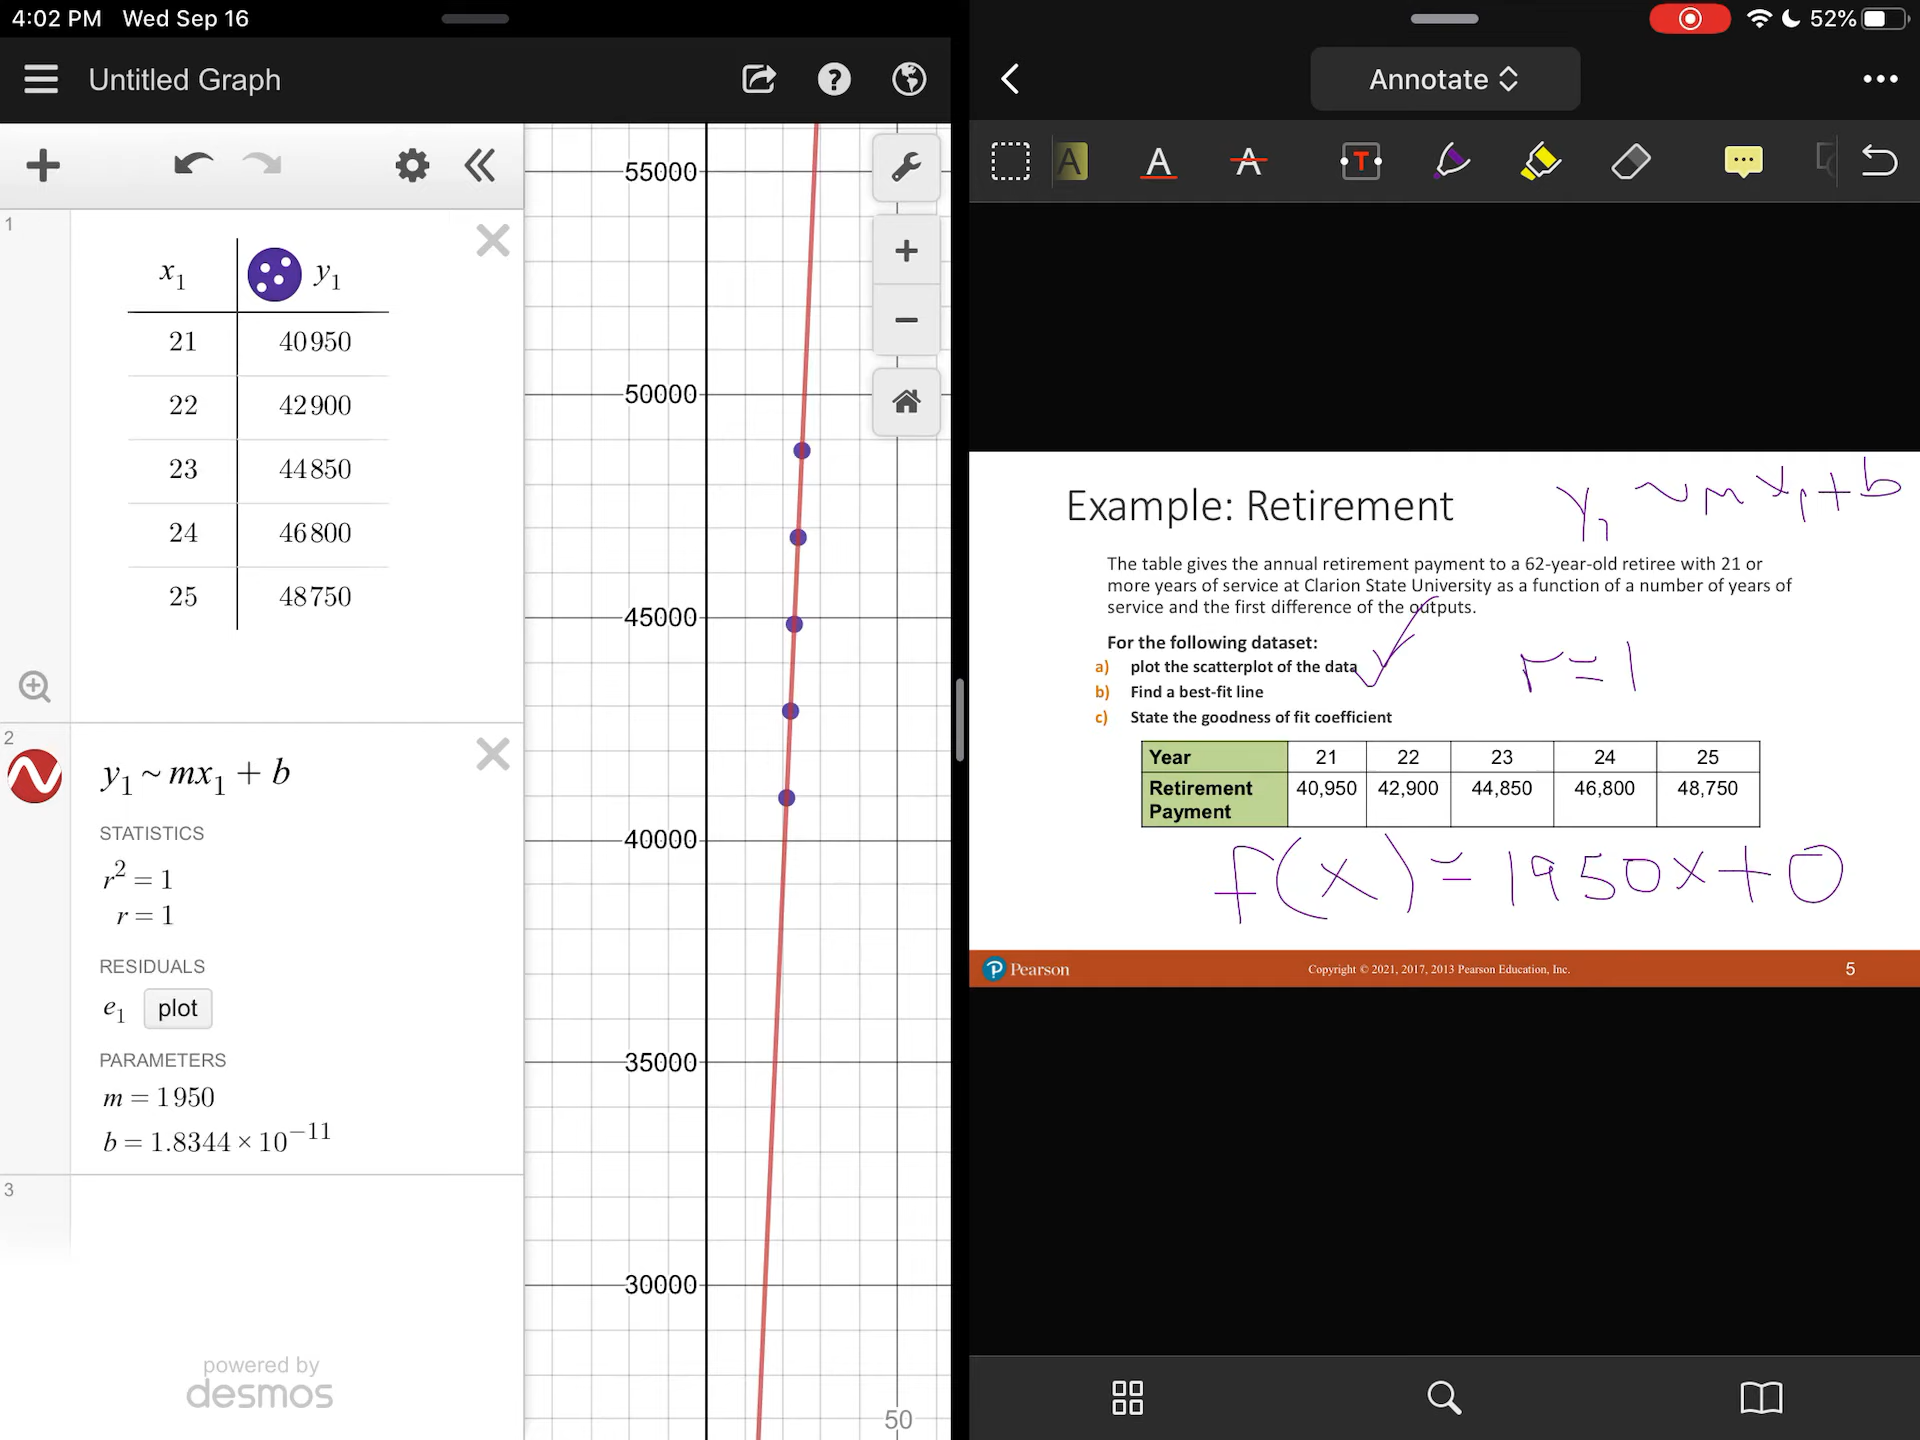 4:02 PM Wed Sep 16
52%
Untitled Graph
?
Annotate
A A A T
1
x₁ y₁
21 40950
22 42900
23 44850
24 46800
25 48750
2
y₁ ~ mx₁ + b
STATISTICS
r² = 1
r = 1
RESIDUALS
e₁ plot
PARAMETERS
m = 1950
b = 1.8344 × 10⁻¹¹
3
powered by
desmos
55000
50000
45000
40000
35000
30000
50
Example: Retirement
y₁ ~ m x₁ + b
The table gives the annual retirement payment to a 62-year-old retiree with 21 or
more years of service at Clarion State University as a function of a number of years of
service and the first difference of the outputs.
For the following dataset:
a) plot the scatterplot of the data
b) Find a best-fit line
c) State the goodness of fit coefficient
r = 1
Year 21 22 23 24 25
Retirement Payment 40,950 42,900 44,850 46,800 48,750
f(x) = 1950x + 0
P Pearson
Copyright © 2021, 2017, 2013 Pearson Education, Inc.
5